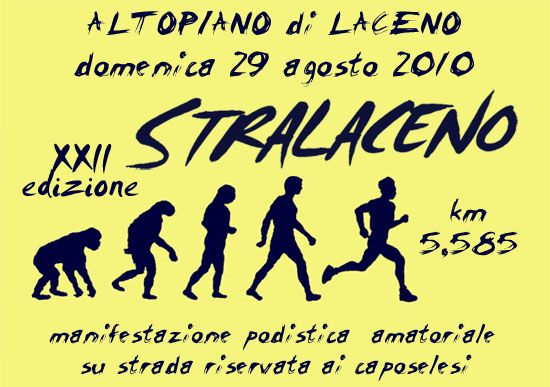 ALTOPIANO di LACENO
domenica 29 agosto 2010
STRALACENO
XXII
edizione
km
5,585
manifestazione podistica amatoriale
su strada riservata ai caposelesi